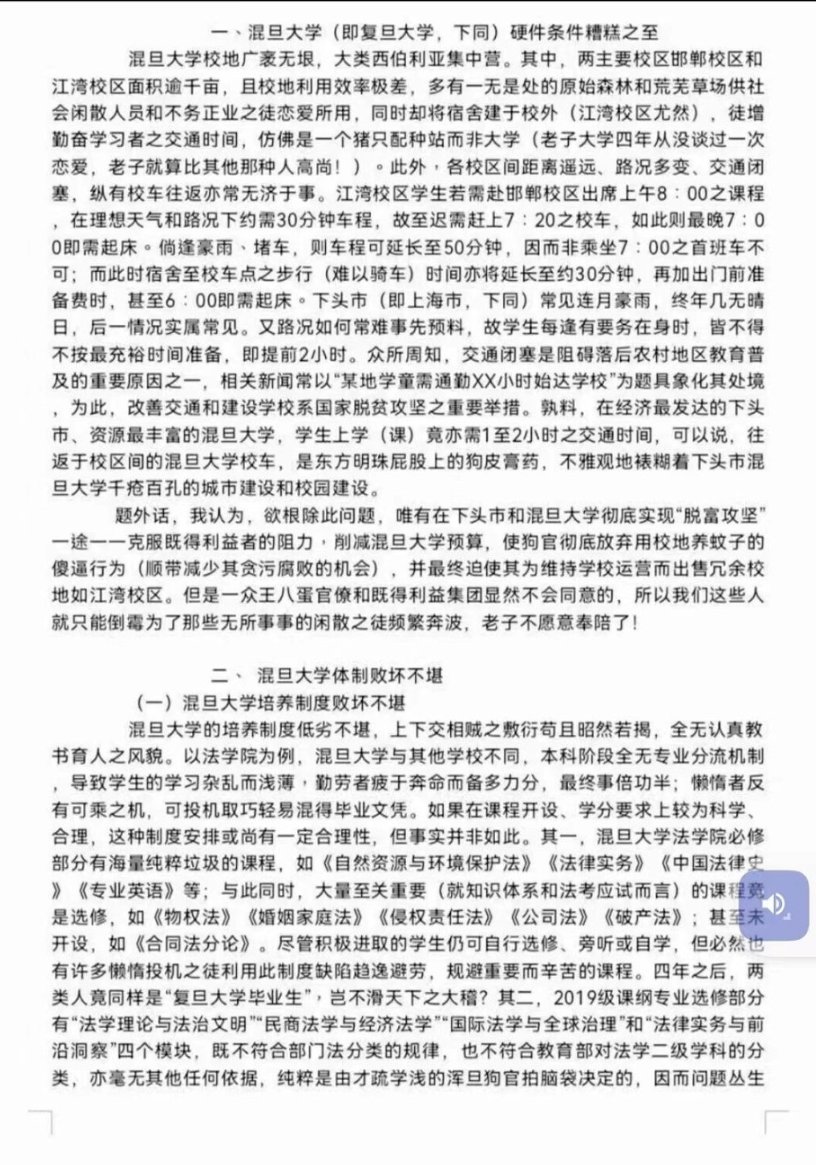 一、混旦大学（即复旦大学，下同）硬件条件糟糕之至
混旦大学校地广袤无垠，大类西伯利亚集中营。其中，两主要校区邯郸校区和
江湾校区面积逾千亩，且校地利用效率极差，多有一无是处的原始森林和荒芜草场供社
会闲散人员和不务正业之徒恋爱所用，同时却将宿舍建于校外（江湾校区尤然），徒增
勤奋学习者之交通时间，仿佛是一个猪只配种站而非大学（老子大学四年从没谈过一次
恋爱，老子就算比其他那种人高尚！）。此外，各校区间距离遥远、路况多变、交通闭
塞，纵有校车往返亦常无济于事。江湾校区学生若需赴邯郸校区出席上午8：00之课程
，在理想天气和路况下约需30分钟车程，故至迟需赶上7：20之校车，如此则最晚7：0
0即需起床。倘逢豪雨、堵车，则车程可延长至50分钟，因而非乘坐7：00之首班车不
可；而此时宿舍至校车点之步行（难以骑车）时间亦将延长至约30分钟，再加出门前准
备费时，甚至6：00即需起床。下头市（即上海市，下同）常见连月豪雨，终年几无晴
日，后一情况实属常见。又路况如何常难事先预料，故学生每逢有要务在身时，皆不得
不按最充裕时间准备，即提前2小时。众所周知，交通闭塞是阻碍落后农村地区教育普
及的重要原因之一，相关新闻常以“某地学童需通勤XX小时始达学校”为题具象化其处境
，为此，改善交通和建设学校系国家脱贫攻坚之重要举措。孰料，在经济最发达的下头
市、资源最丰富的混旦大学，学生上学（课）竟亦需1至2小时之交通时间，可以说，往
返于校区间的混旦大学校车，是东方明珠屁股上的狗皮膏药，不雅观地裱糊着下头市混
旦大学千疮百孔的城市建设和校园建设。
题外话，我认为，欲根除此问题，唯有在下头市和混旦大学彻底实现“脱富攻坚”
一途——克服既得利益者的阻力，削减混旦大学预算，使狗官彻底放弃用校地养蚊子的
傻逼行为（顺带减少其贪污腐败的机会），并最终迫使其为维持学校运营而出售冗余校
地如江湾校区。但是一众王八蛋官僚和既得利益集团显然不会同意的，所以我们这些人
就只能倒霉为了那些无所事事的闲散之徒频繁奔波，老子不愿意奉陪了！
二、 混旦大学体制败坏不堪
（一）混旦大学培养制度败坏不堪
混旦大学的培养制度低劣不堪，上下交相贼之敷衍苟且昭然若揭，全无认真教
书育人之风貌。以法学院为例，混旦大学与其他学校不同，本科阶段全无专业分流机制
，导致学生的学习杂乱而浅薄，勤劳者疲于奔命而备多力分，最终事倍功半；懒惰者反
有可乘之机，可投机取巧轻易混得毕业文凭。如果在课程开设、学分要求上较为科学、
合理，这种制度安排或尚有一定合理性，但事实并非如此。其一，混旦大学法学院必修
部分有海量纯粹垃圾的课程，如《自然资源与环境保护法》《法律实务》《中国法律史
》《专业英语》等；与此同时，大量至关重要（就知识体系和法考应试而言）的课程竟
是选修，如《物权法》《婚姻家庭法》《侵权责任法》《公司法》《破产法》；甚至未
开设，如《合同法分论》。尽管积极进取的学生仍可自行选修、旁听或自学，但必然也
有许多懒惰投机之徒利用此制度缺陷趋逸避劳，规避重要而辛苦的课程。四年之后，两
类人竟同样是“复旦大学毕业生”，岂不滑天下之大稽？其二，2019级课纲专业选修部分
有“法学理论与法治文明”“民商法学与经济法学”“国际法学与全球治理”和“法律实务与前
沿洞察”四个模块，既不符合部门法分类的规律，也不符合教育部对法学二级学科的分
类，亦毫无其他任何依据，纯粹是由才疏学浅的浑旦狗官拍脑袋决定的，因而问题丛生